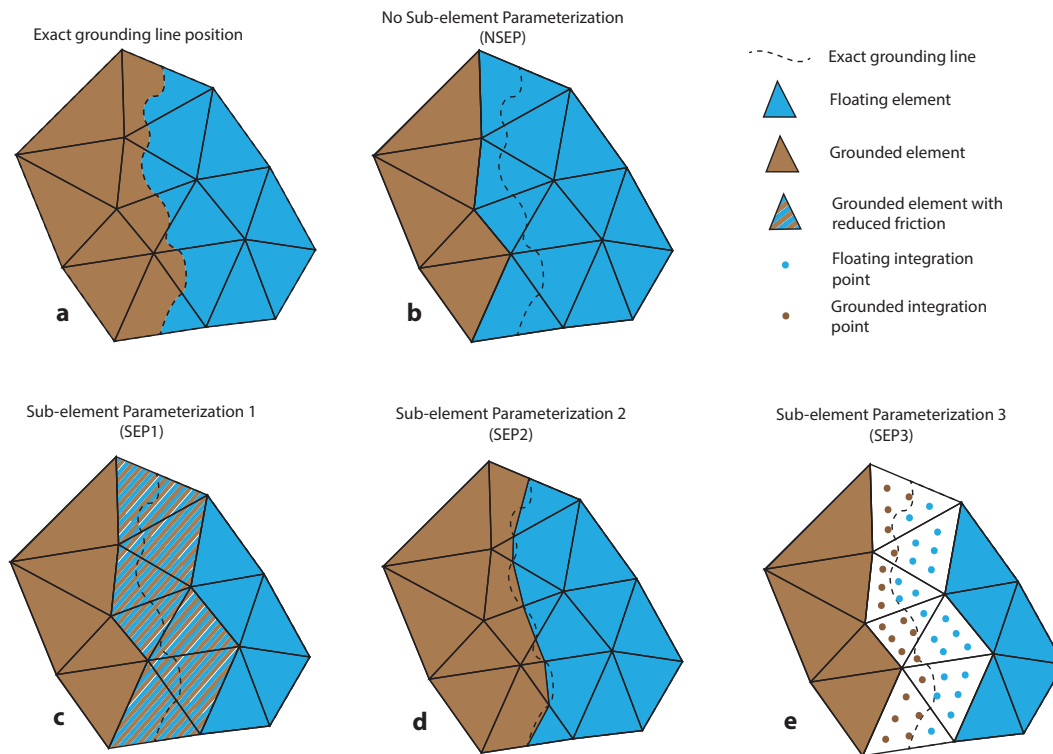 Exact grounding line position
a
No Sub-element Parameterization
(NSEP)
b
Exact grounding line
Floating element
Grounded element
Grounded element with
reduced friction
Floating integration
point
Grounded integration
point
Sub-element Parameterization 1
(SEP1)
c
Sub-element Parameterization 2
(SEP2)
d
Sub-element Parameterization 3
(SEP3)
e